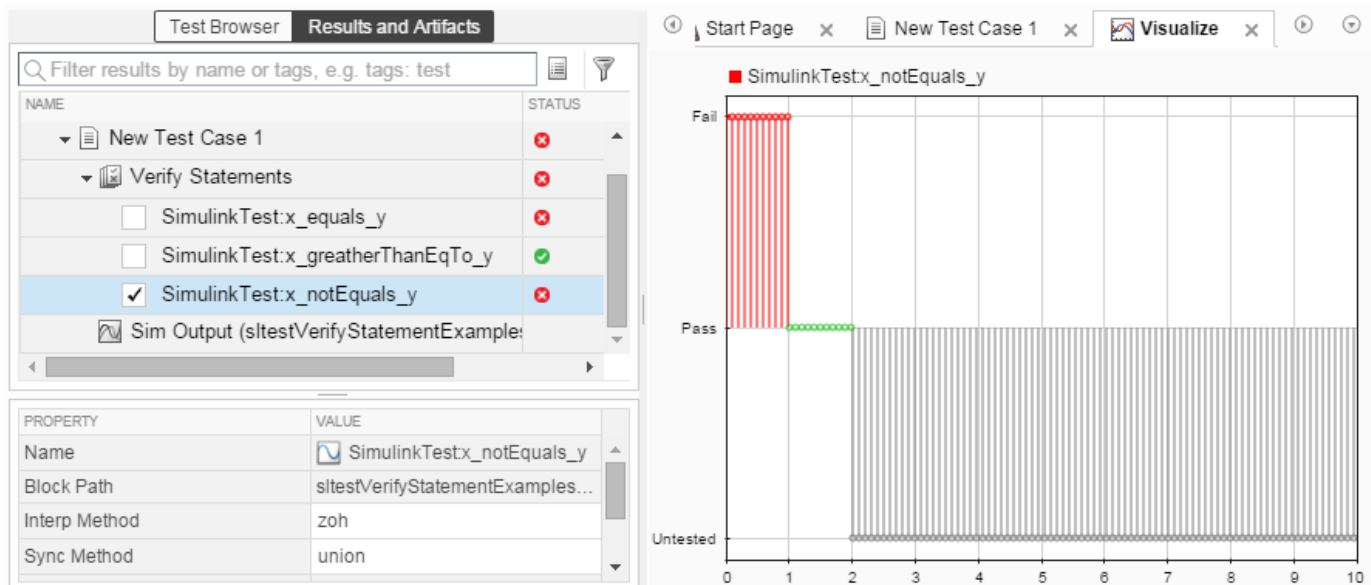 Test Browser
Results and Artifacts
Filter results by name or tags, e.g. tags: test
NAME
STATUS
New Test Case 1
Verify Statements
SimulinkTest:x_equals_y
SimulinkTest:x_greatherThanEqTo_y
SimulinkTest:x_notEquals_y
Sim Output (sltestVerifyStatementExamples
PROPERTY
VALUE
Name
SimulinkTest:x_notEquals_y
Block Path
sltestVerifyStatementExamples...
Interp Method
zoh
Sync Method
union
Start Page
New Test Case 1
Visualize
SimulinkTest:x_notEquals_y
Fail
Pass
Untested
0 1 2 3 4 5 6 7 8 9 10